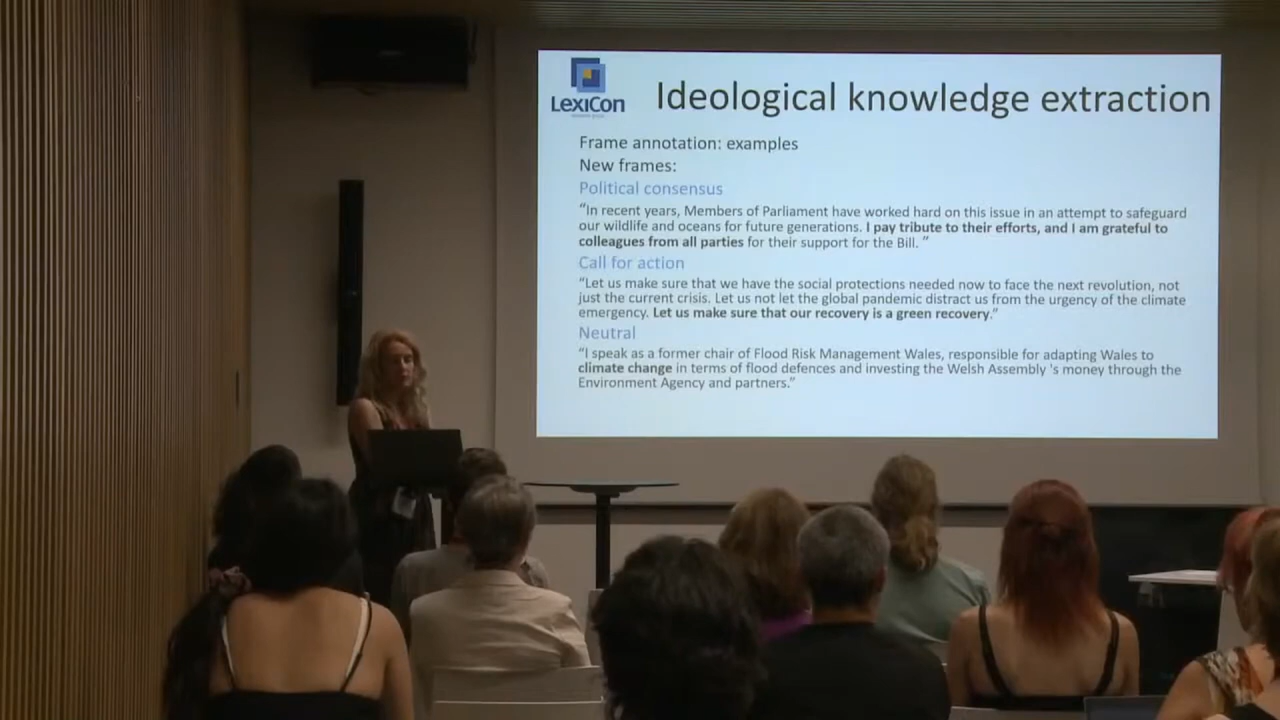 LEXICON
Ideological knowledge extraction
Frame annotation: examples
New frames:
Political consensus
"In recent years, Members of Parliament have worked hard on this issue in an attempt to safeguard
our wildlife and oceans for future generations. I pay tribute to their efforts, and I am grateful to
colleagues from all parties for their support for the Bill. "
Call for action
"Let us make sure that we have the social protections needed now to face the next revolution, not
just the current crisis. Let us not let the global pandemic distract us from the urgency of the climate
emergency. Let us make sure that our recovery is a green recovery."
Neutral
"I speak as a former chair of Flood Risk Management Wales, responsible for adapting Wales to
climate change in terms of flood defences and investing the Welsh Assembly 's money through the
Environment Agency and partners."